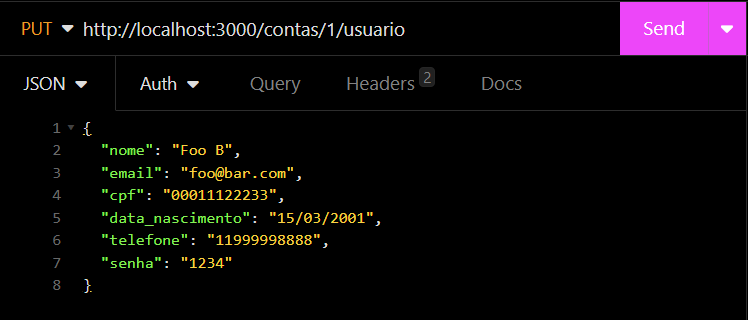 PUT http://localhost:3000/contas/1/usuario Send
JSON Auth Query Headers 2 Docs
1 {
2 "nome": "Foo B",
3 "email": "foo@bar.com",
4 "cpf": "00011122233",
5 "data_nascimento": "15/03/2001",
6 "telefone": "11999998888",
7 "senha": "1234"
8 }